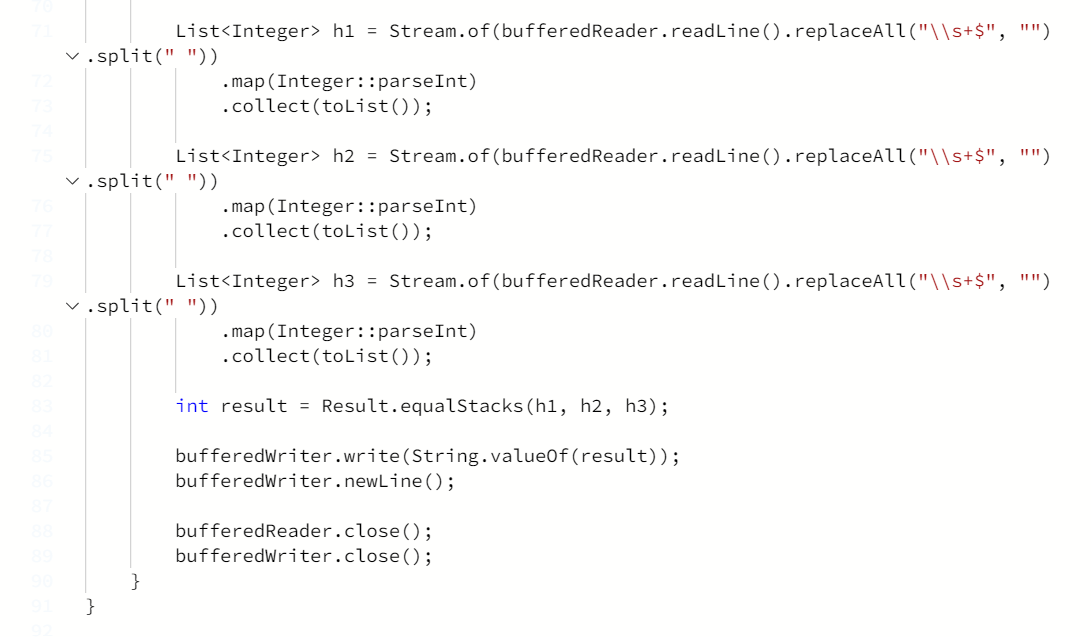 70
71 List<Integer> h1 = Stream.of(bufferedReader.readLine().replaceAll("\\s+$", "")
.split(" "))
72 .map(Integer::parseInt)
73 .collect(toList());
74
75 List<Integer> h2 = Stream.of(bufferedReader.readLine().replaceAll("\\s+$", "")
.split(" "))
76 .map(Integer::parseInt)
77 .collect(toList());
78
79 List<Integer> h3 = Stream.of(bufferedReader.readLine().replaceAll("\\s+$", "")
.split(" "))
80 .map(Integer::parseInt)
81 .collect(toList());
82
83 int result = Result.equalStacks(h1, h2, h3);
84
85 bufferedWriter.write(String.valueOf(result));
86 bufferedWriter.newLine();
87
88 bufferedReader.close();
89 bufferedWriter.close();
90 }
91 }
92